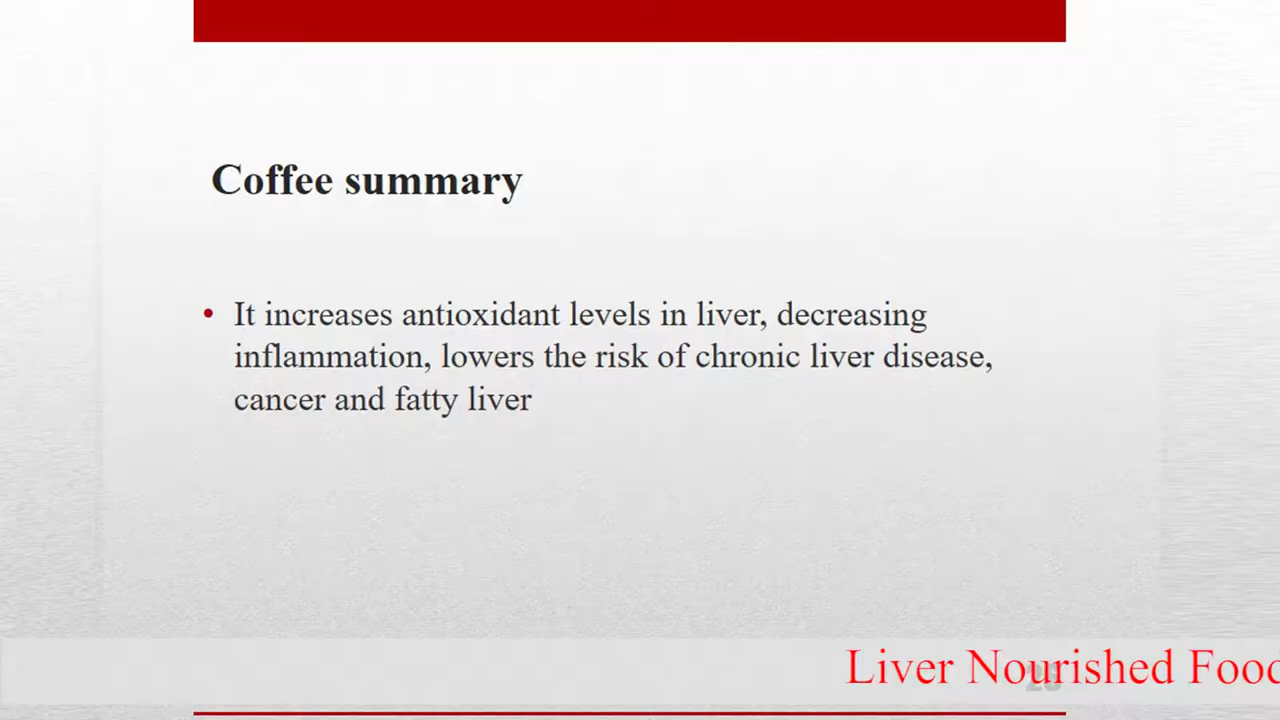 Coffee summary
• It increases antioxidant levels in liver, decreasing
inflammation, lowers the risk of chronic liver disease,
cancer and fatty liver
Liver Nourished Food